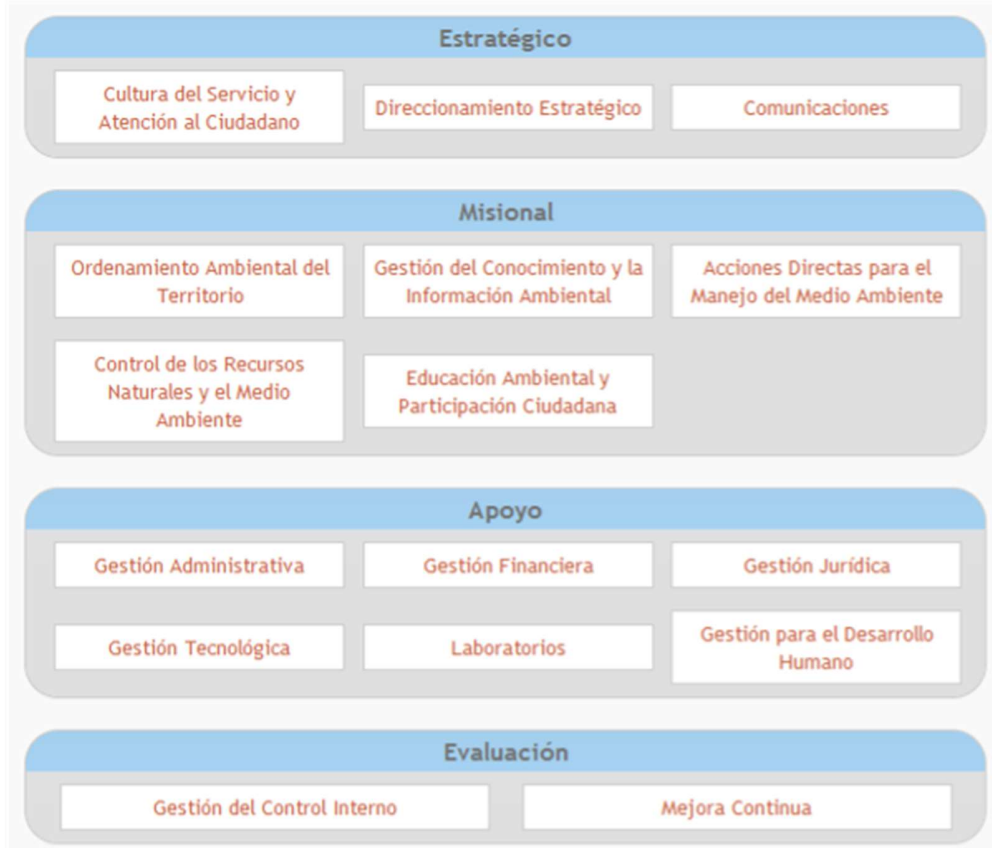 Estratégico
Cultura del Servicio y
Atención al Ciudadano
Direccionamiento Estratégico
Comunicaciones
Misional
Ordenamiento Ambiental del
Territorio
Gestión del Conocimiento y la
Información Ambiental
Acciones Directas para el
Manejo del Medio Ambiente
Control de los Recursos
Naturales y el Medio
Ambiente
Educación Ambiental y
Participación Ciudadana
Apoyo
Gestión Administrativa
Gestión Financiera
Gestión Jurídica
Gestión Tecnológica
Laboratorios
Gestión para el Desarrollo
Humano
Evaluación
Gestión del Control Interno
Mejora Continua